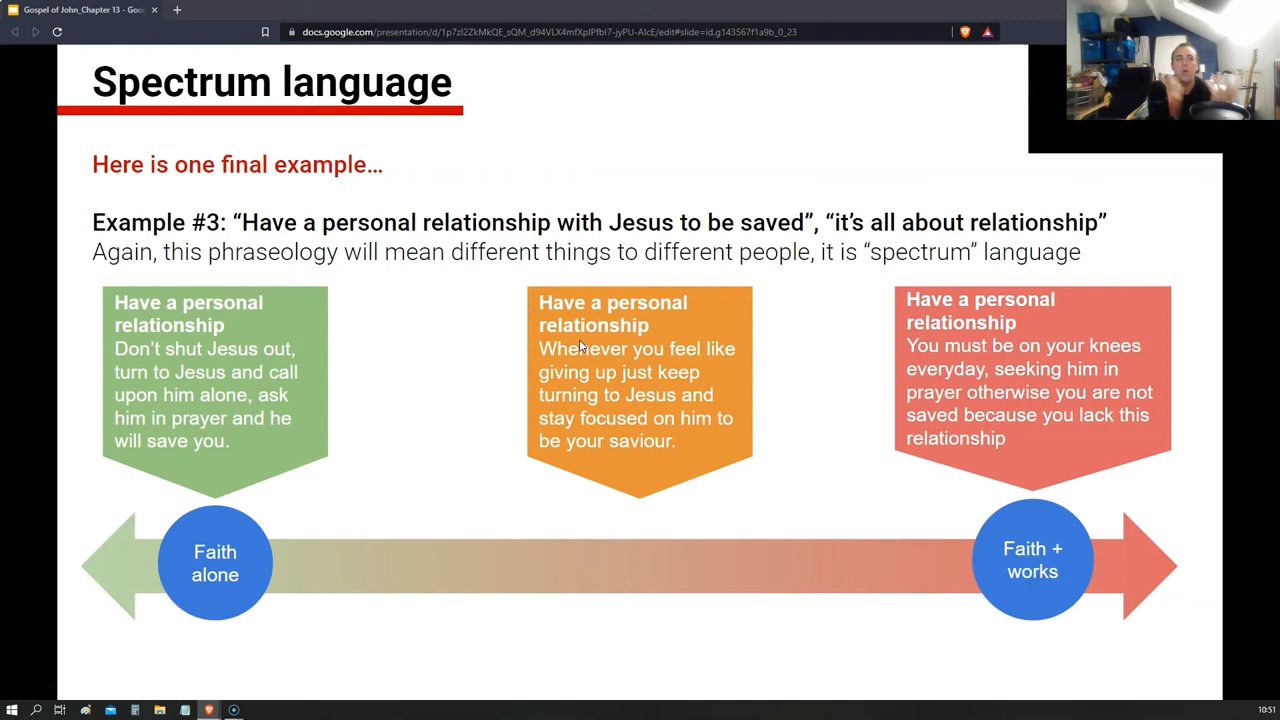 Gospel of John_Chapter 13 - Goo
docs.google.com/presentation/d/1p7zl2ZkMkQE_sQM_d94VLX4mfXpIPfbI7-jyPU-AlcE/edit#slide=id.g143567f1a9b_0_23
Spectrum language
Here is one final example…
Example #3: “Have a personal relationship with Jesus to be saved”, “it’s all about relationship”
Again, this phraseology will mean different things to different people, it is “spectrum” language
Have a personal
relationship
Don’t shut Jesus out,
turn to Jesus and call
upon him alone, ask
him in prayer and he
will save you.
Have a personal
relationship
Whenever you feel like
giving up just keep
turning to Jesus and
stay focused on him to
be your saviour.
Have a personal
relationship
You must be on your knees
everyday, seeking him in
prayer otherwise you are not
saved because you lack this
relationship
Faith
alone
Faith +
works
10:51